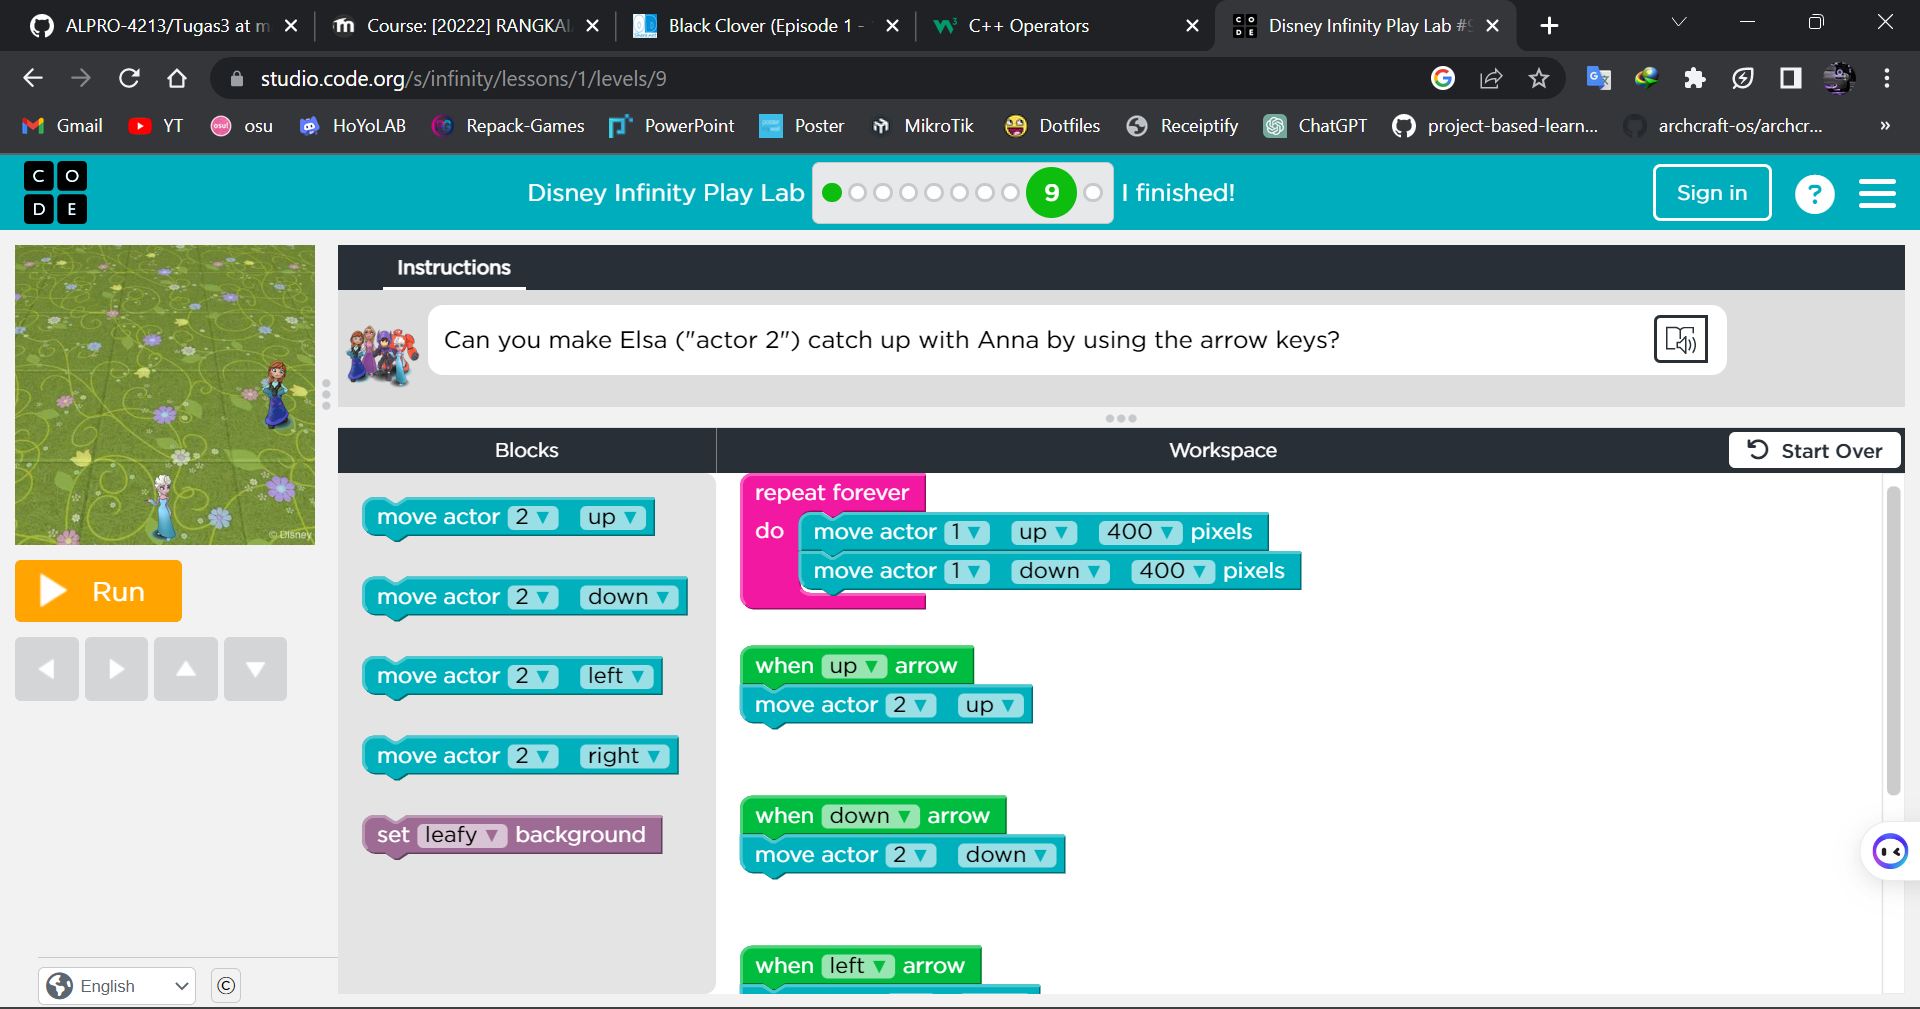 ALPRO-4213/Tugas3 at m
Course: [20222] RANGKAI
Black Clover (Episode 1 -
C++ Operators
Disney Infinity Play Lab #9
studio.code.org/s/infinity/lessons/1/levels/9
Gmail
YT
osu
HoYoLAB
Repack-Games
PowerPoint
Poster
MikroTik
Dotfiles
Receiptify
ChatGPT
project-based-learn...
archcraft-os/archcr...
»
C O D E
Disney Infinity Play Lab
9
I finished!
Sign in
?
Instructions
Can you make Elsa ("actor 2") catch up with Anna by using the arrow keys?
© Disney
Run
Blocks
Workspace
Start Over
move actor 2 up
move actor 2 down
move actor 2 left
move actor 2 right
set leafy background
repeat forever
do move actor 1 up 400 pixels
move actor 1 down 400 pixels
when up arrow
move actor 2 up
when down arrow
move actor 2 down
when left arrow
English
©